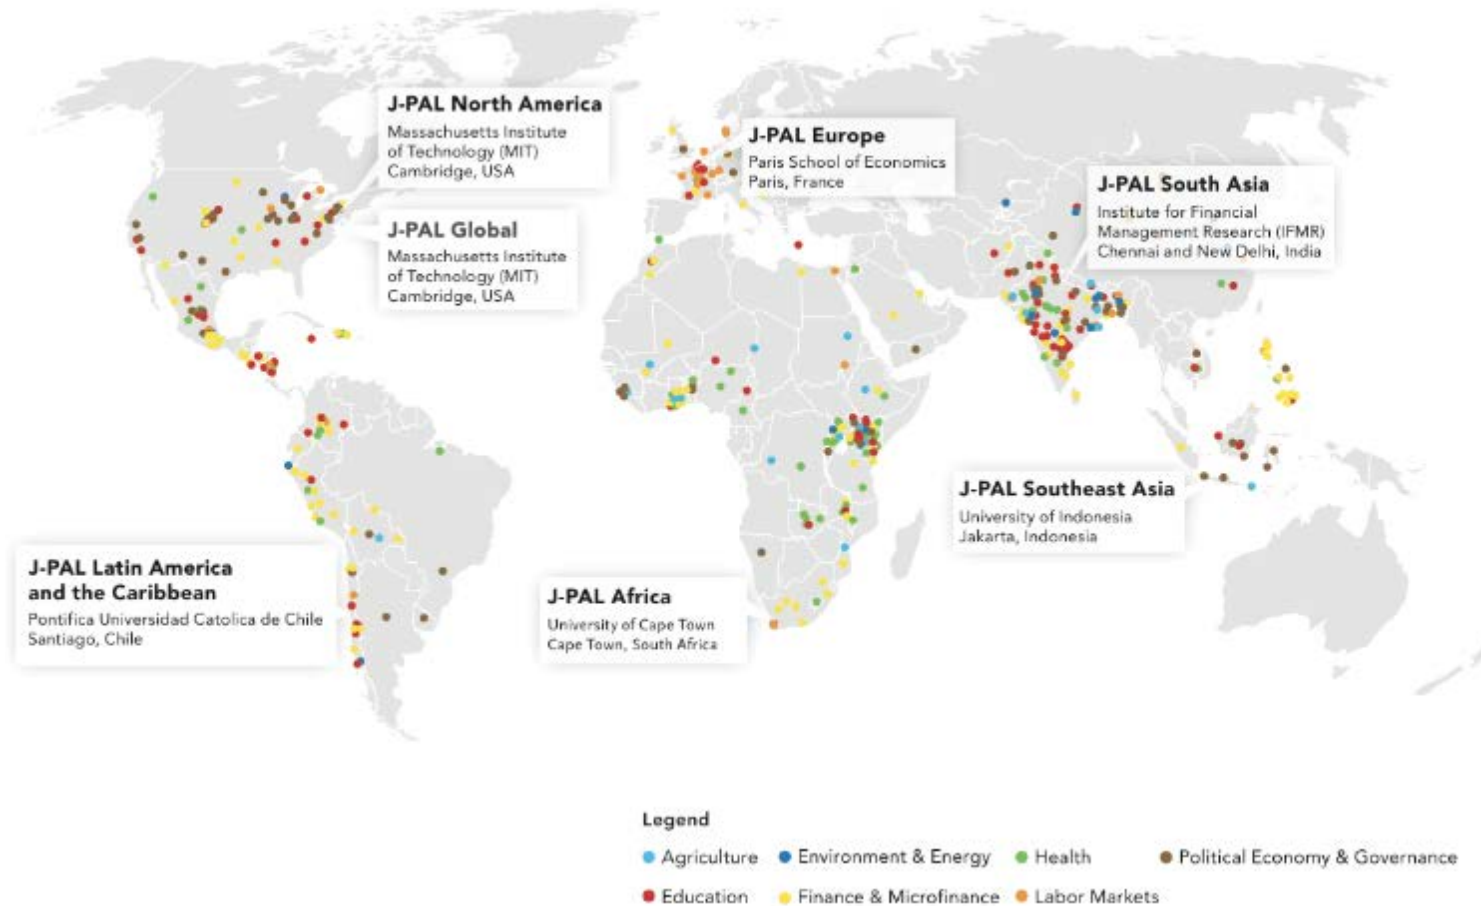 J-PAL North America
Massachusetts Institute
of Technology (MIT)
Cambridge, USA
J-PAL Global
Massachusetts Institute
of Technology (MIT)
Cambridge, USA
J-PAL Europe
Paris School of Economics
Paris, France
J-PAL South Asia
Institute for Financial
Management Research (IFMR)
Chennai and New Delhi, India
J-PAL Southeast Asia
University of Indonesia
Jakarta, Indonesia
J-PAL Latin America
and the Caribbean
Pontifica Universidad Catolica de Chile
Santiago, Chile
J-PAL Africa
University of Cape Town
Cape Town, South Africa
Legend
Agriculture
Environment & Energy
Health
Political Economy & Governance
Education
Finance & Microfinance
Labor Markets